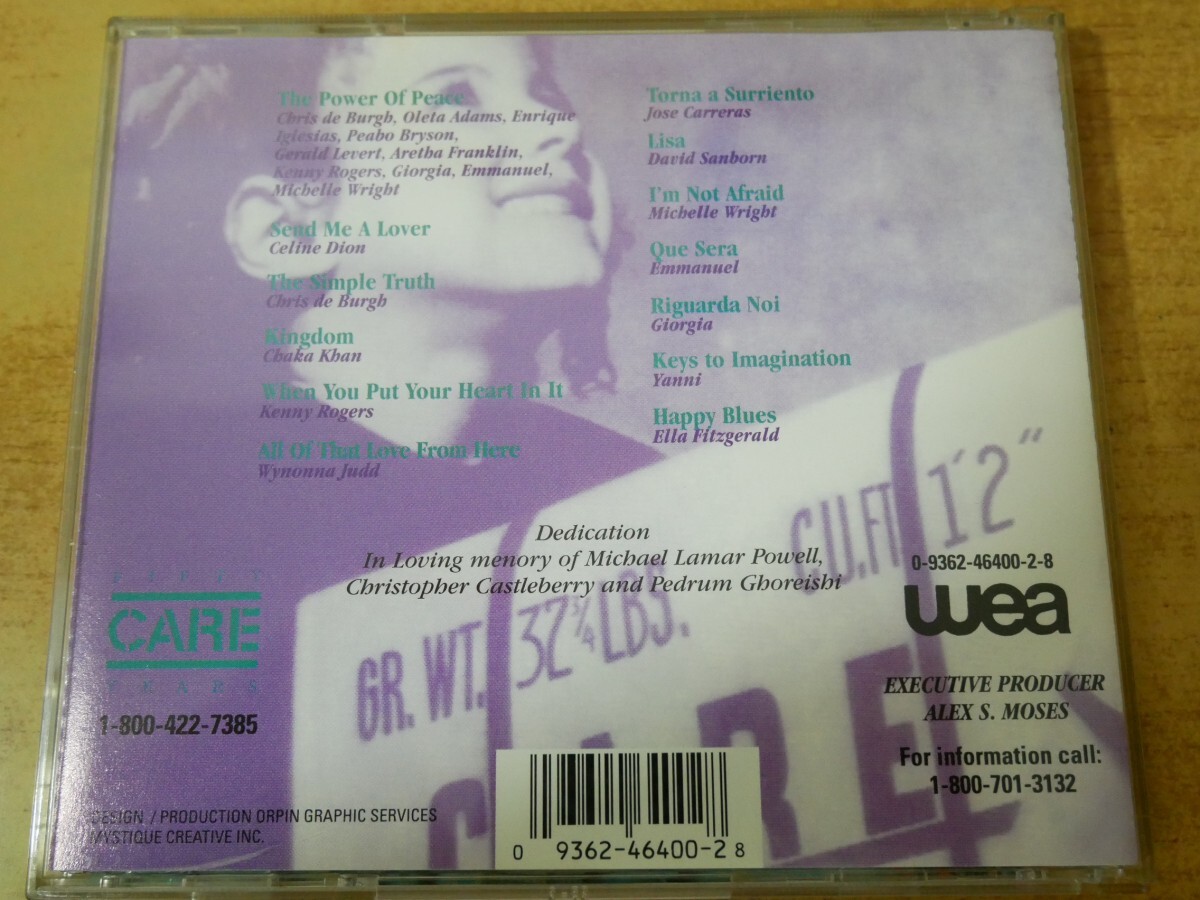 The Power Of Peace
Chris de Burgh, Oleta Adams, Enrique
Iglesias, Peabo Bryson,
Gerald Levert, Aretha Franklin,
Kenny Rogers, Giorgia, Emmanuel,
Michelle Wright
Send Me A Lover
Celine Dion
The Simple Truth
Chris de Burgh
Kingdom
Chaka Khan
When You Put Your Heart In It
Kenny Rogers
All Of That Love From Here
Wynonna Judd
Torna a Surriento
Jose Carreras
Lisa
David Sanborn
I'm Not Afraid
Michelle Wright
Que Sera
Emmanuel
Riguarda Noi
Giorgia
Keys to Imagination
Yanni
Happy Blues
Ella Fitzgerald
Dedication
In Loving menory of Michael Lamar Powell,
Christopher Castleberry and Pedrum Ghoreishi
GR. WT. 32 3/4 LBS.
C.U.FT 1'2"
CARE
FIFTY
CARE
YEARS
1-800-422-7385
0-9362-46400-2-8
wea
EXECUTIVE PRODUCER
ALEX S. MOSES
For information call:
1-800-701-3132
DESIGN / PRODUCTION ORPIN GRAPHIC SERVICES
MYSTIQUE CREATIVE INC.
0 9362-46400-2 8